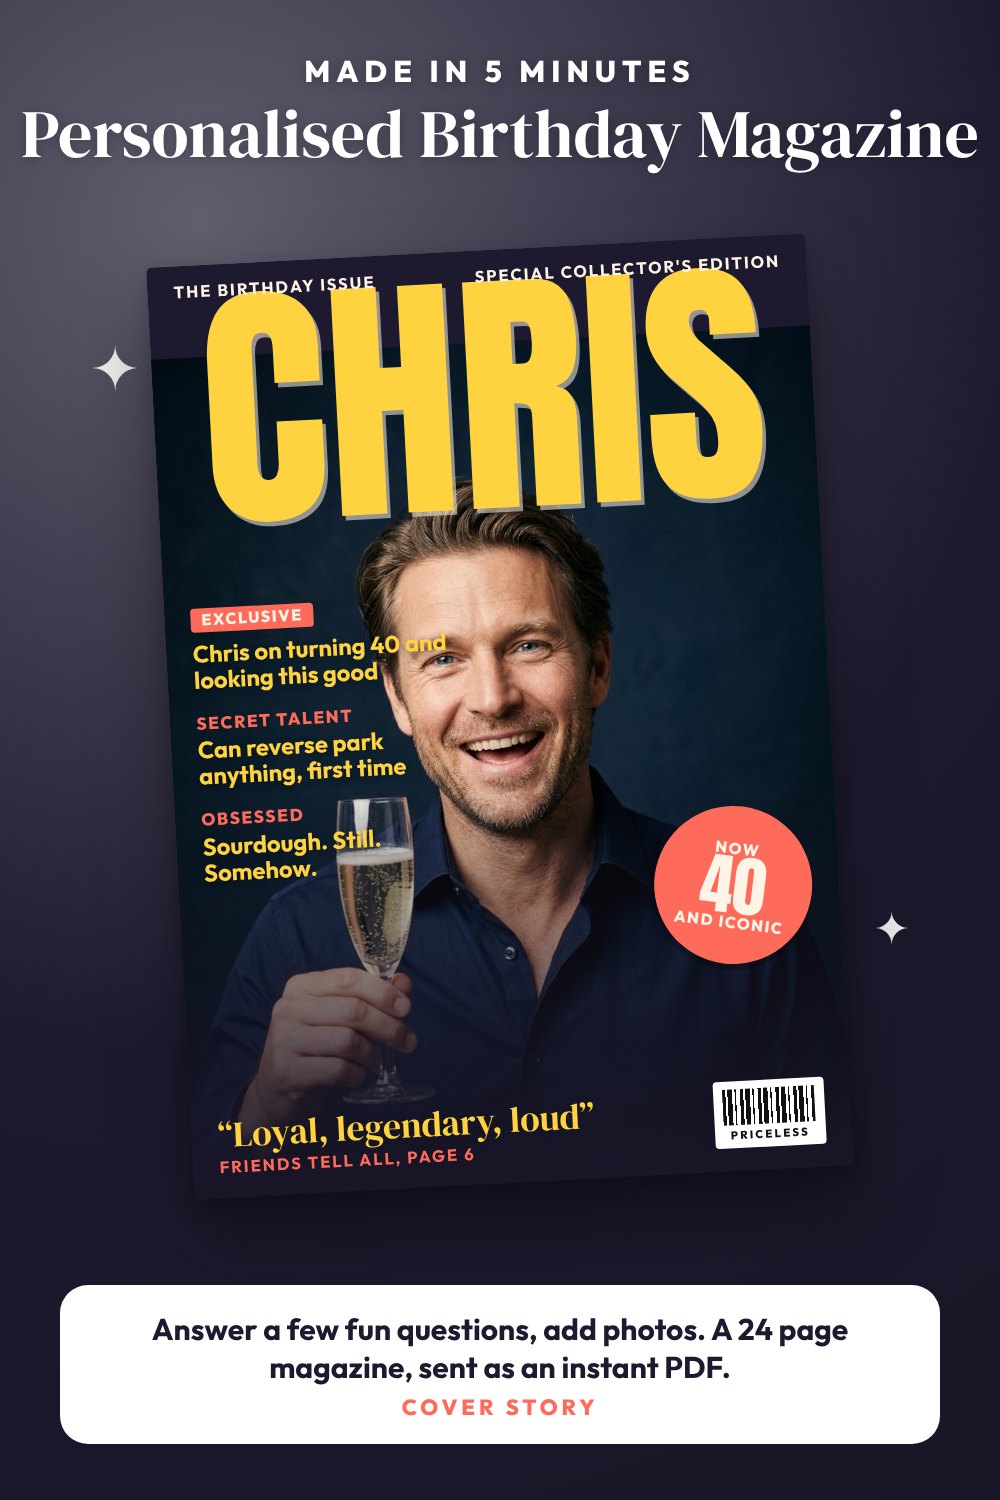 MADE IN 5 MINUTES
Personalised Birthday Magazine
THE BIRTHDAY ISSUE
SPECIAL COLLECTOR'S EDITION
CHRIS
EXCLUSIVE
Chris on turning 40 and
looking this good
SECRET TALENT
Can reverse park
anything, first time
OBSESSED
Sourdough. Still.
Somehow.
NOW
40
AND ICONIC
“Loyal, legendary, loud”
FRIENDS TELL ALL, PAGE 6
PRICELESS
Answer a few fun questions, add photos. A 24 page
magazine, sent as an instant PDF.
COVER STORY